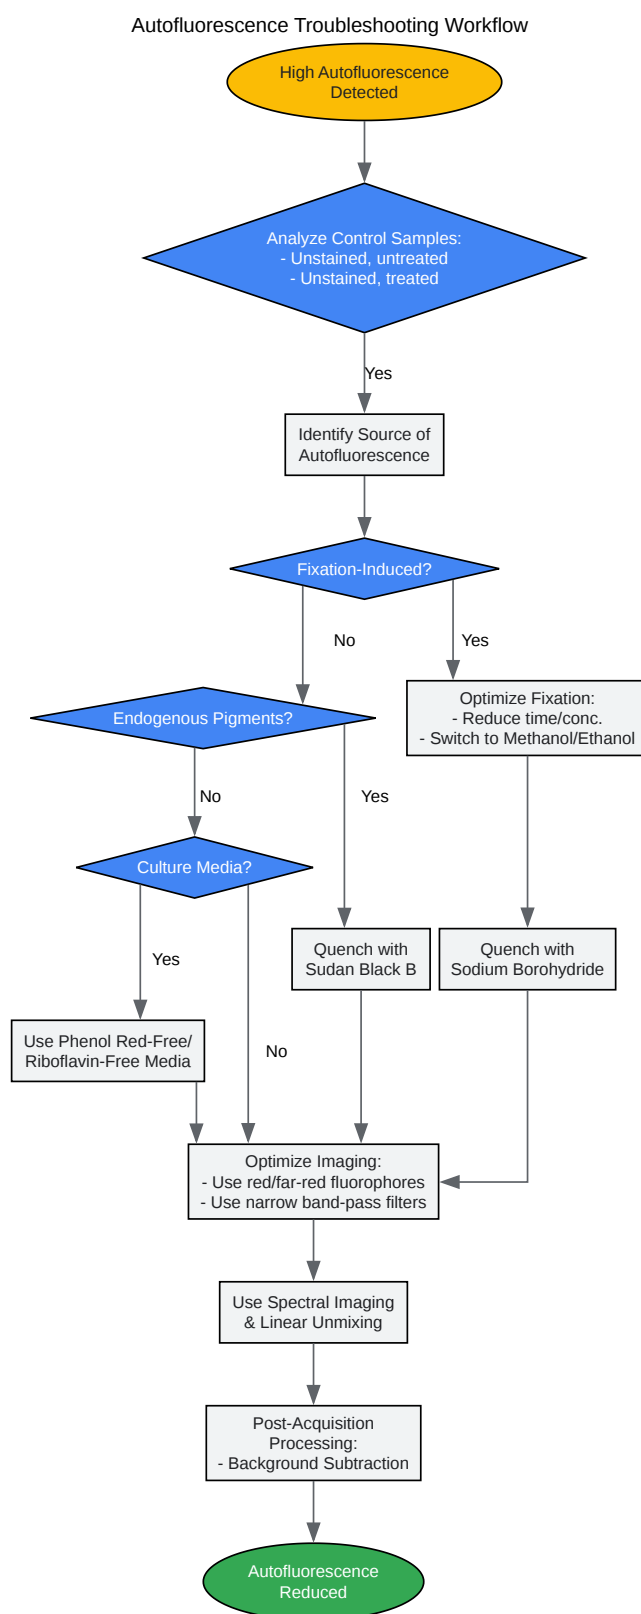 Autofluorescence Troubleshooting Workflow
High Autofluorescence
Detected
Analyze Control Samples:
- Unstained, untreated
- Unstained, treated
Yes
Identify Source of
Autofluorescence
Fixation-Induced?
No
Yes
Optimize Fixation:
- Reduce time/conc.
- Switch to Methanol/Ethanol
Endogenous Pigments?
No
Yes
Culture Media?
Quench with
Sudan Black B
Quench with
Sodium Borohydride
Yes
Use Phenol Red-Free/
Riboflavin-Free Media
No
Optimize Imaging:
- Use red/far-red fluorophores
- Use narrow band-pass filters
Use Spectral Imaging
& Linear Unmixing
Post-Acquisition
Processing:
- Background Subtraction
Autofluorescence
Reduced